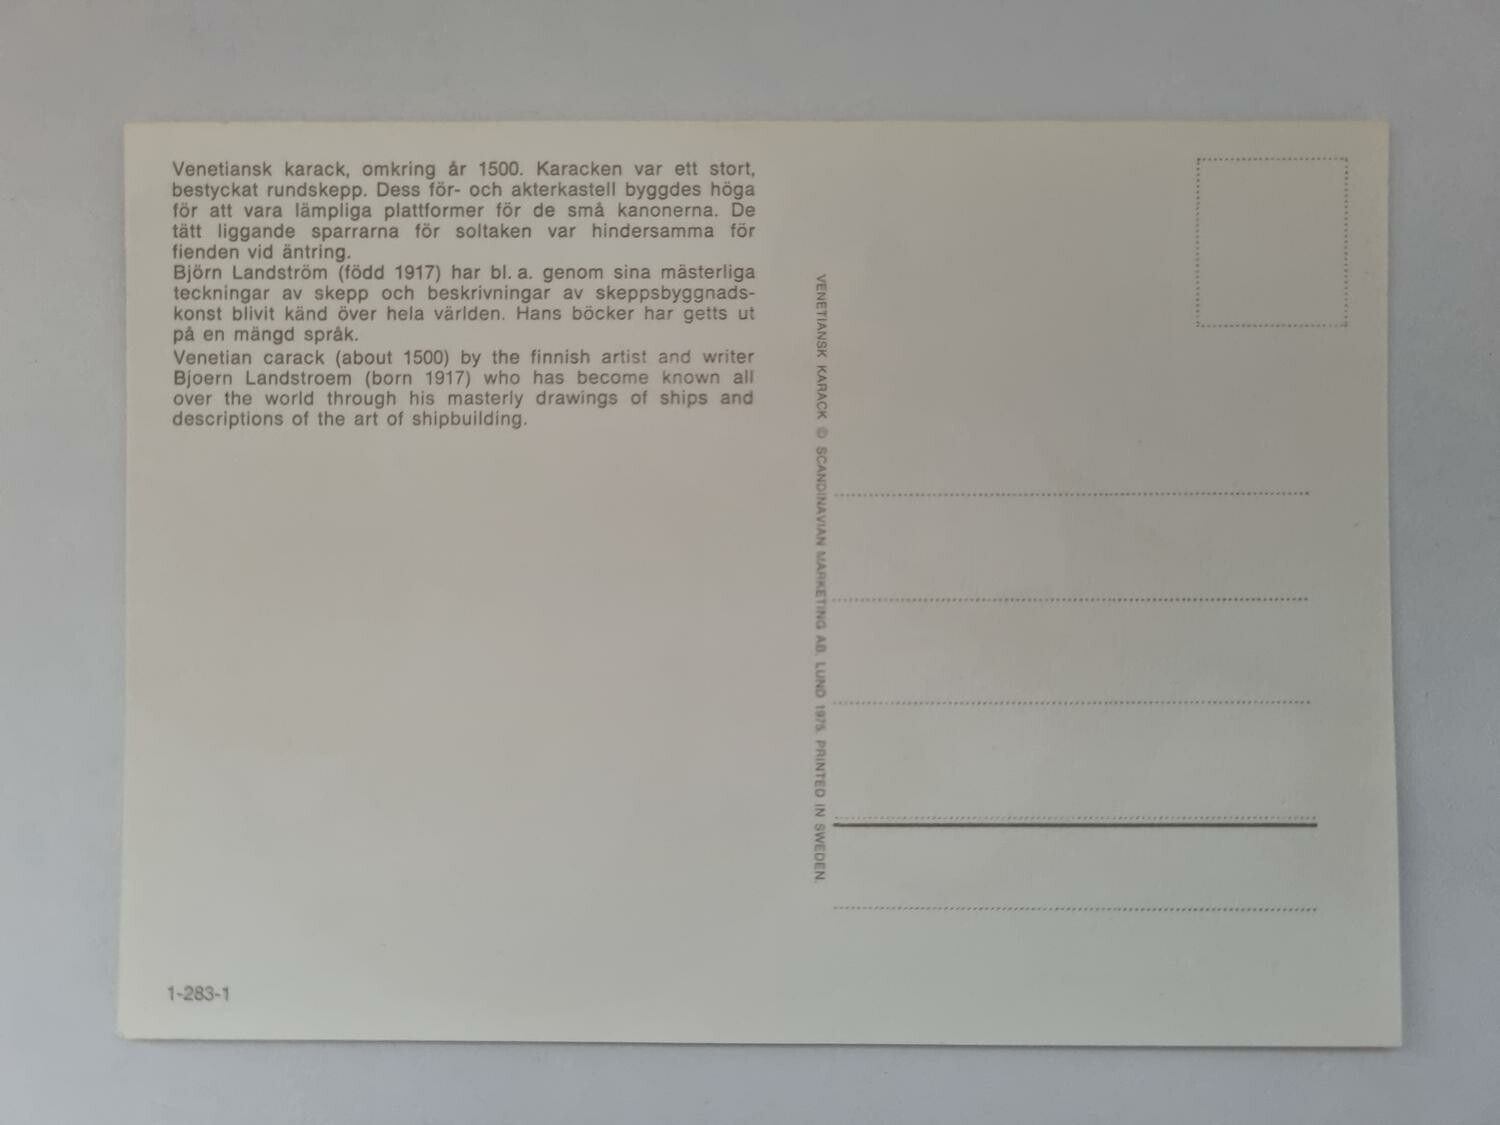 Venetiansk karack, omkring år 1500. Karacken var ett stort,
bestyckat rundskepp. Dess för- och akterkastell byggdes höga
för att vara lämpliga plattformer för de små kanonerna. De
tätt liggande sparrarna för soltaken var hindersamma för
fienden vid äntring.
Björn Landström (född 1917) har bl. a. genom sina mästerliga
teckningar av skepp och beskrivningar av skeppsbyggnads-
konst blivit känd över hela världen. Hans böcker har getts ut
på en mängd språk.
Venetian carack (about 1500) by the finnish artist and writer
Bjoern Landstroem (born 1917) who has become known all
over the world through his masterly drawings of ships and
descriptions of the art of shipbuilding.
1-283-1
VENETIANSK KARACK © SCANDINAVIAN MARKETING AB. LUND 1975. PRINTED IN SWEDEN.